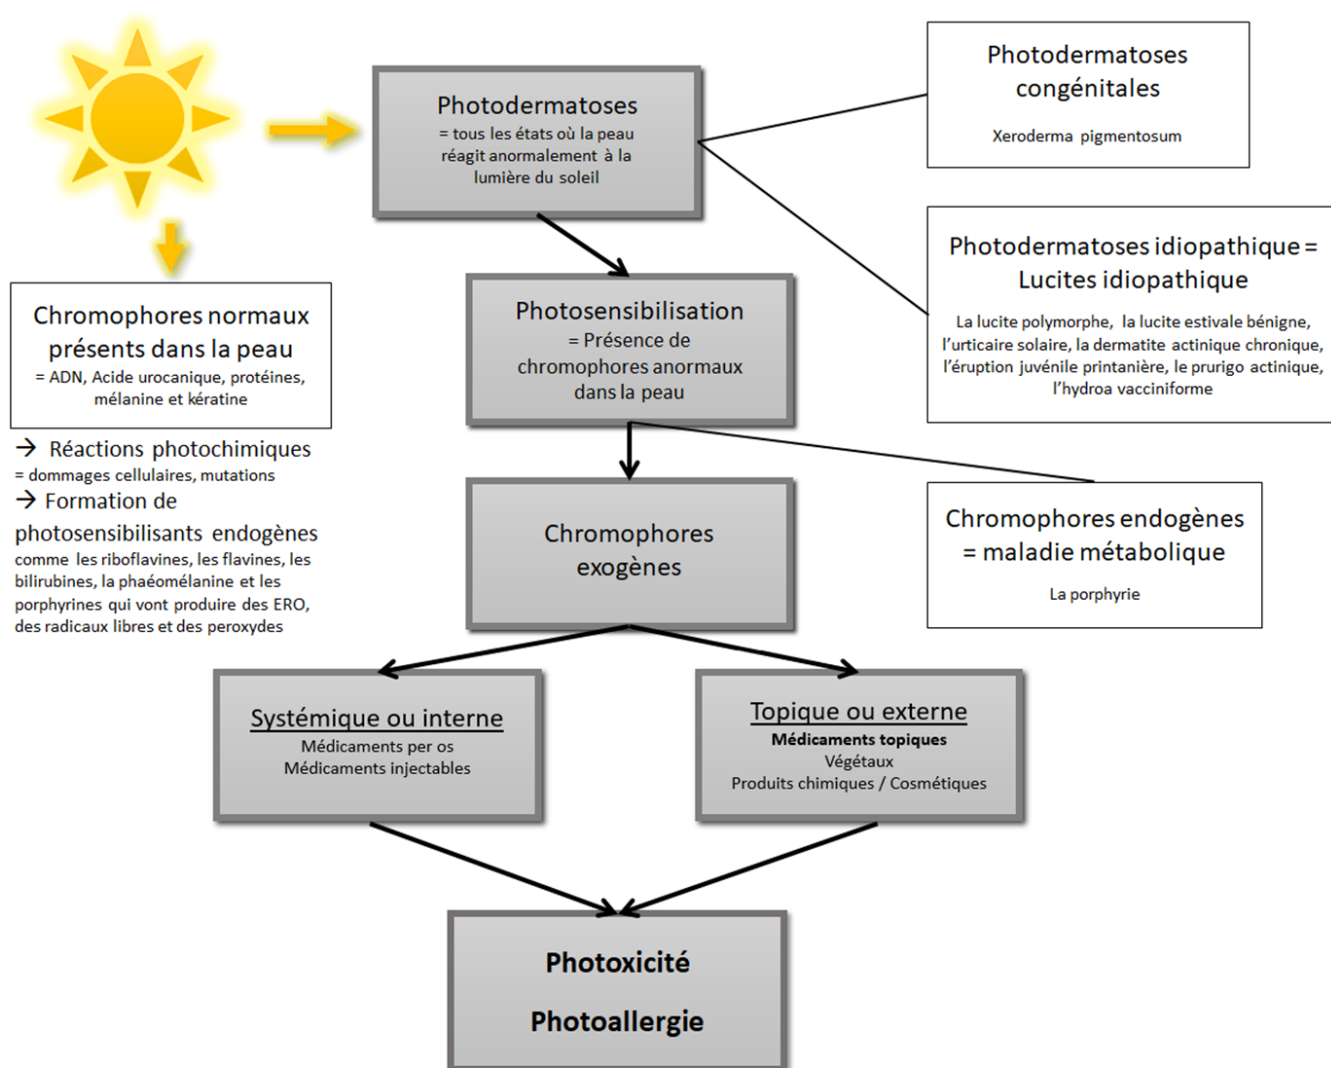 Photodermatoses
= tous les états où la peau
réagit anormalement à la
lumière du soleil
Photodermatoses
congénitales
Xeroderma pigmentosum
Photodermatoses idiopathique =
Lucites idiopathique
La lucite polymorphe, la lucite estivale bénigne,
l'urticaire solaire, la dermatite actinique chronique,
l'éruption juvénile printanière, le prurigo actinique,
l'hydroa vacciniforme
Chromophores normaux
présents dans la peau
= ADN, Acide urocanique, protéines,
mélanine et kératine
→ Réactions photochimiques
= dommages cellulaires, mutations
→ Formation de
photosensibilisants endogènes
comme les riboflavines, les flavines, les
bilirubines, la phaéomélanine et les
porphyrines qui vont produire des ERO,
des radicaux libres et des peroxydes
Photosensibilisation
= Présence de
chromophores anormaux
dans la peau
Chromophores
exogènes
Chromophores endogènes
= maladie métabolique
La porphyrie
Systémique ou interne
Médicaments per os
Médicaments injectables
Topique ou externe
Médicaments topiques
Végétaux
Produits chimiques / Cosmétiques
Photoxicité
Photoallergie